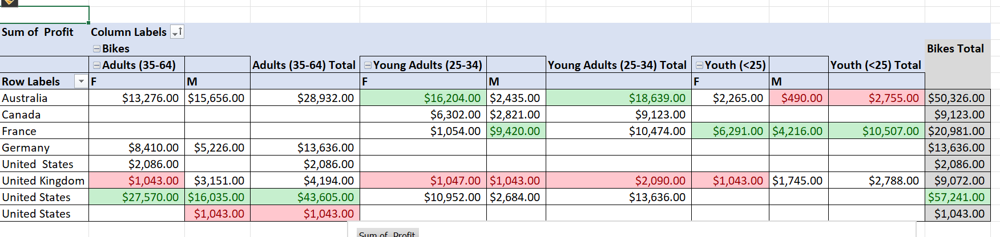 Sum of  Profit Column Labels
Bikes Bikes Total
Adults (35-64) Adults (35-64) Total Young Adults (25-34) Young Adults (25-34) Total Youth (<25) Youth (<25) Total
Row Labels F M F M F M
Australia $13,276.00 $15,656.00 $28,932.00 $16,204.00 $2,435.00 $18,639.00 $2,265.00 $490.00 $2,755.00 $50,326.00
Canada $6,302.00 $2,821.00 $9,123.00 $9,123.00
France $1,054.00 $9,420.00 $10,474.00 $6,291.00 $4,216.00 $10,507.00 $20,981.00
Germany $8,410.00 $5,226.00 $13,636.00 $13,636.00
United  States $2,086.00 $2,086.00 $2,086.00
United Kingdom $1,043.00 $3,151.00 $4,194.00 $1,047.00 $1,043.00 $2,090.00 $1,043.00 $1,745.00 $2,788.00 $9,072.00
United States $27,570.00 $16,035.00 $43,605.00 $10,952.00 $2,684.00 $13,636.00 $57,241.00
United States $1,043.00 $1,043.00 $1,043.00
Sum of  Profit